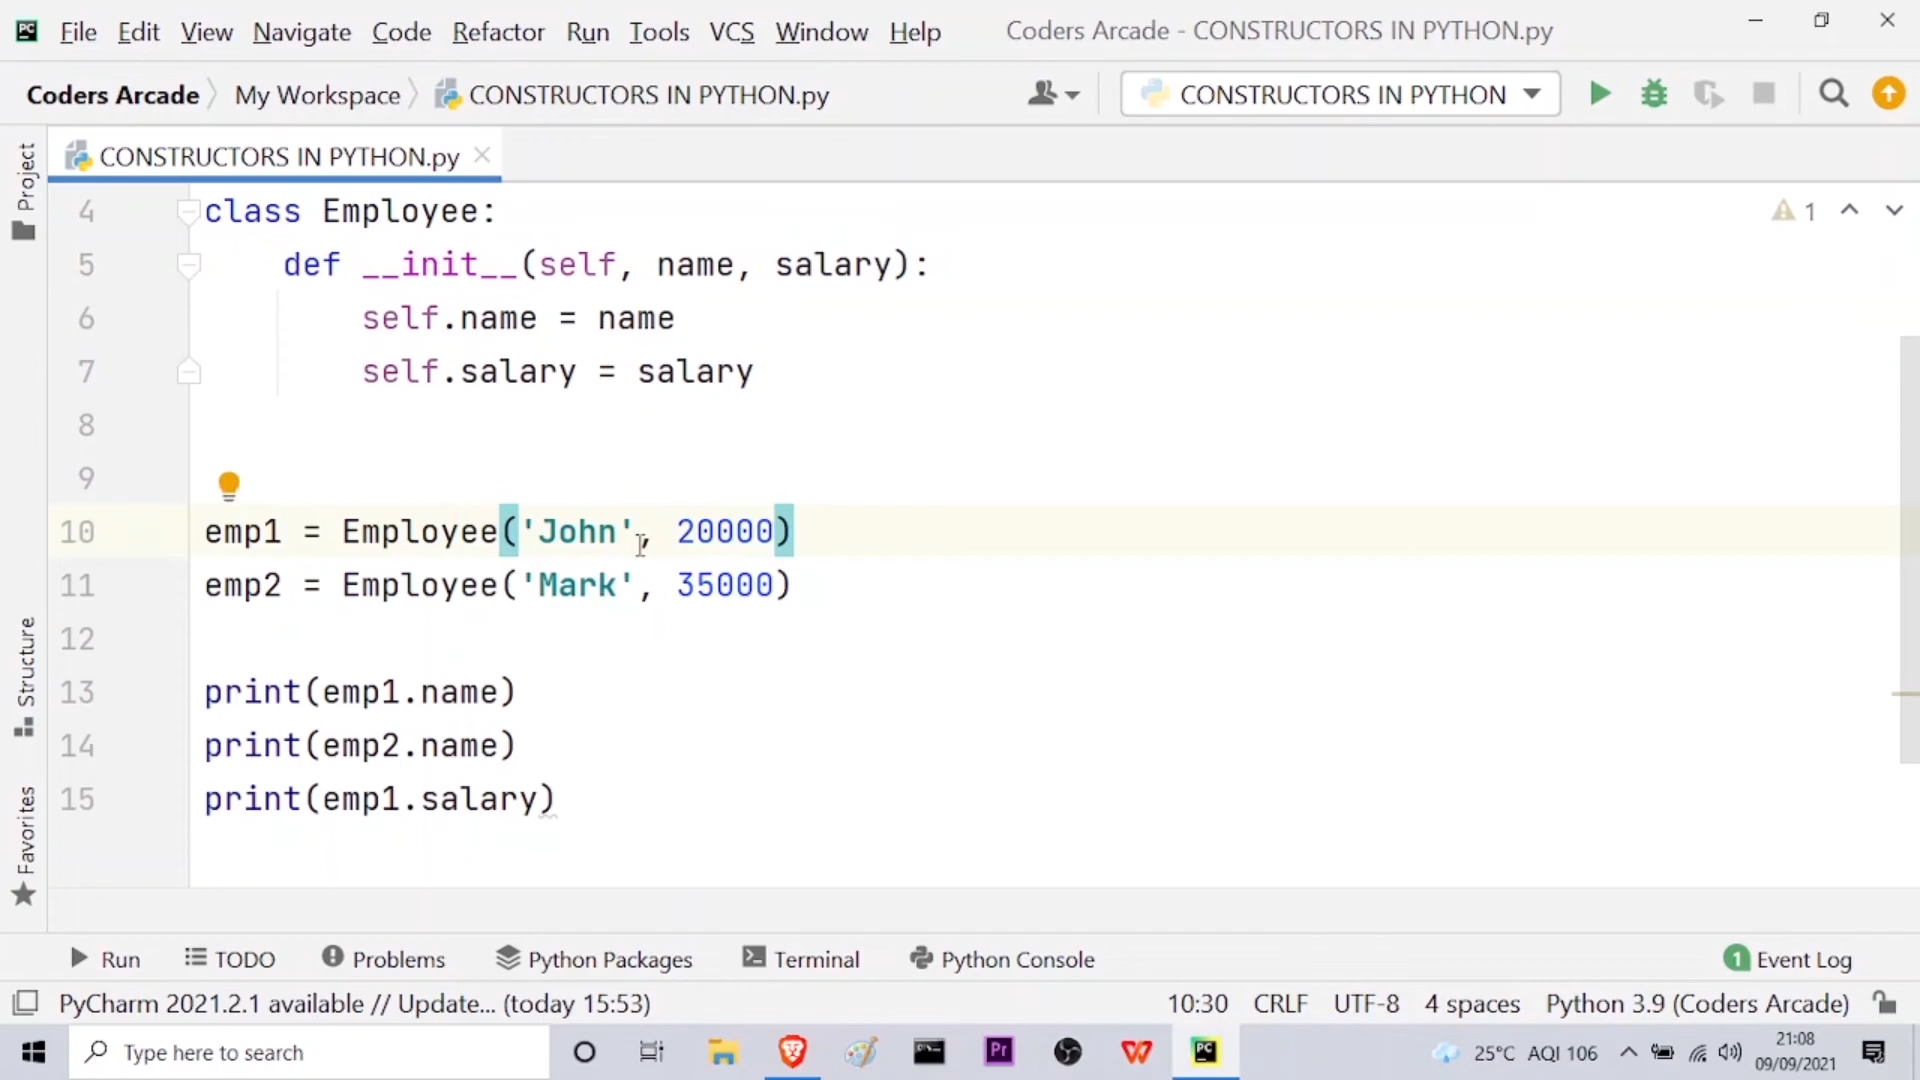 PC File Edit View Navigate Code Refactor Run Tools VCS Window Help Coders Arcade - CONSTRUCTORS IN PYTHON.py
Coders Arcade My Workspace CONSTRUCTORS IN PYTHON.py CONSTRUCTORS IN PYTHON
CONSTRUCTORS IN PYTHON.py
Project
Structure
Favorites
4 class Employee: 1
5 def __init__(self, name, salary):
6 self.name = name
7 self.salary = salary
8
9
10 emp1 = Employee('John', 20000)
11 emp2 = Employee('Mark', 35000)
12
13 print(emp1.name)
14 print(emp2.name)
15 print(emp1.salary)
Run TODO Problems Python Packages Terminal Python Console 1 Event Log
PyCharm 2021.2.1 available // Update... (today 15:53) 10:30 CRLF UTF-8 4 spaces Python 3.9 (Coders Arcade)
Type here to search Pr W PC 25°C AQI 106 21:08
09/09/2021